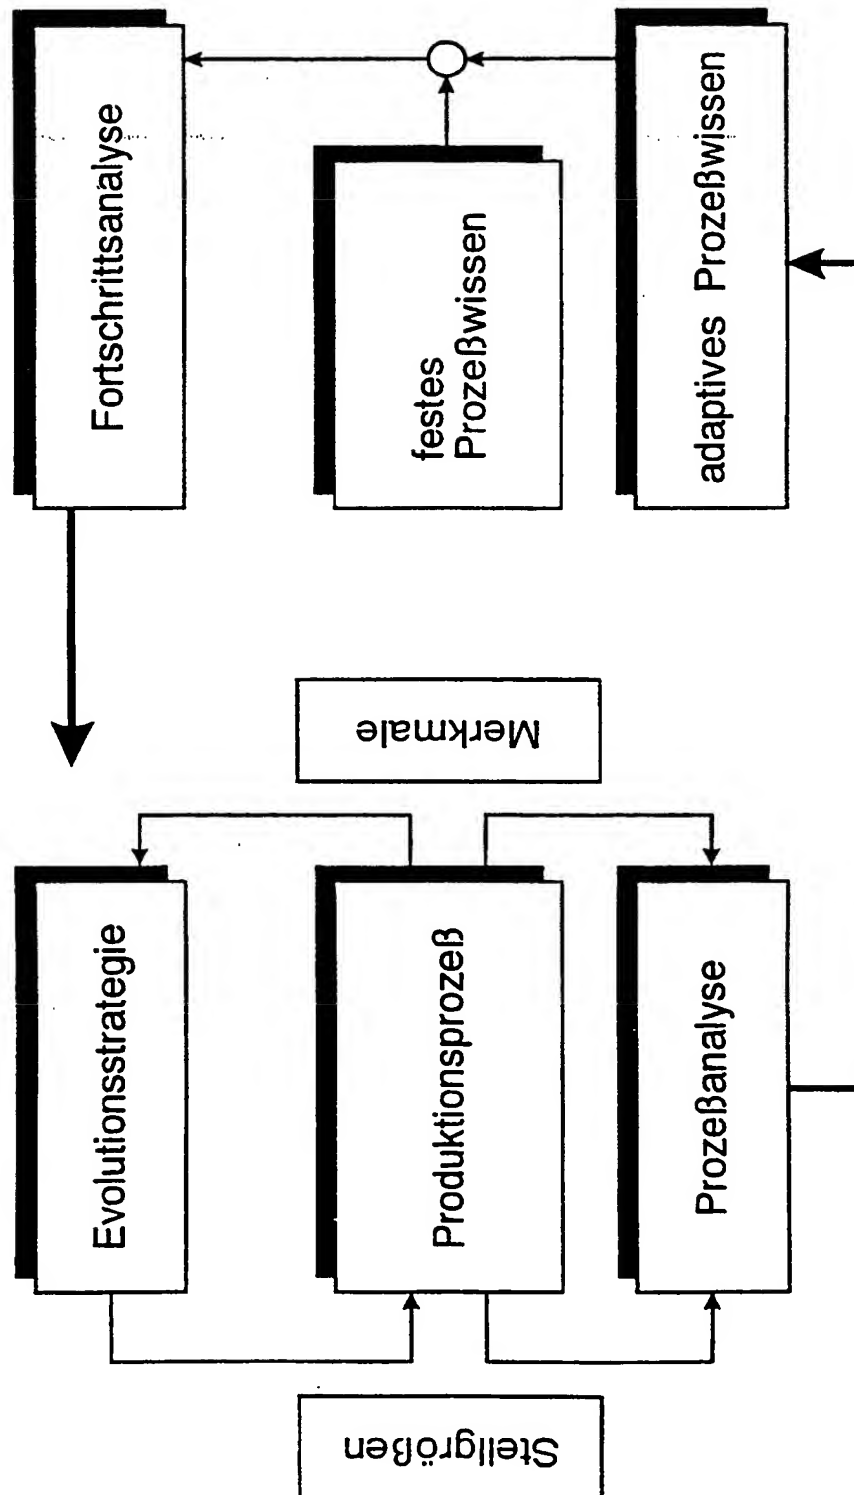 Evolutionsstrategie
Fortschrittsanalyse
Stellgrößen
Produktionsprozeß
Merkmale
festes
Prozeßwissen
Prozeßanalyse
adaptives Prozeßwissen